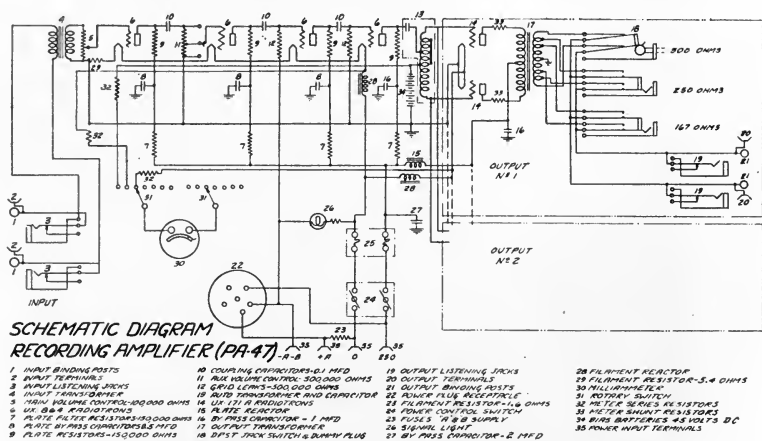 INPUT
OUTPUT
Nº 1
OUTPUT
Nº 2
500 OHMS
250 OHMS
167 OHMS
-A-B
+A
0
250
SCHEMATIC DIAGRAM
RECORDING AMPLIFIER (PA-47)
1 INPUT BINDING POSTS
2 INPUT TERMINALS
3 INPUT LISTENING JACKS
4 INPUT TRANSFORMER
5 MAIN VOLUME CONTROL-100,000 OHMS
6 UX 864 RADIOTRONS
7 PLATE FILTER RESISTORS-150,000 OHMS
8 PLATE BY PASS CAPACITORS 0.5 MFD
9 PLATE RESISTORS-150,000 OHMS
10 COUPLING CAPACITORS-0.1 MFD
11 AUX VOLUME CONTROL-500,000 OHMS
12 GRID LEAKS-500,000 OHMS
13 AUTO TRANSFORMER AND CAPACITOR
14 UX 171 A RADIOTRONS
15 PLATE REACTOR
16 BY PASS CAPACITOR - 1 MFD
17 OUTPUT TRANSFORMER
18 DPST JACK SWITCH & DUMMY PLUG
19 OUTPUT LISTENING JACKS
20 OUTPUT TERMINALS
21 OUTPUT BINDING POSTS
22 POWER PLUG RECEPTACLE
23 FILAMENT RESISTOR-1.6 OHMS
24 POWER CONTROL SWITCH
25 FUSES A & B SUPPLY
26 SIGNAL LIGHT
27 BY PASS CAPACITOR-2 MFD
28 FILAMENT REACTOR
29 FILAMENT RESISTOR-5.4 OHMS
30 MILLIAMMETER
31 ROTARY SWITCH
32 METER SERIES RESISTORS
33 METER SHUNT RESISTORS
34 BIAS BATTERIES 45 VOLTS DC
35 POWER INPUT TERMINALS